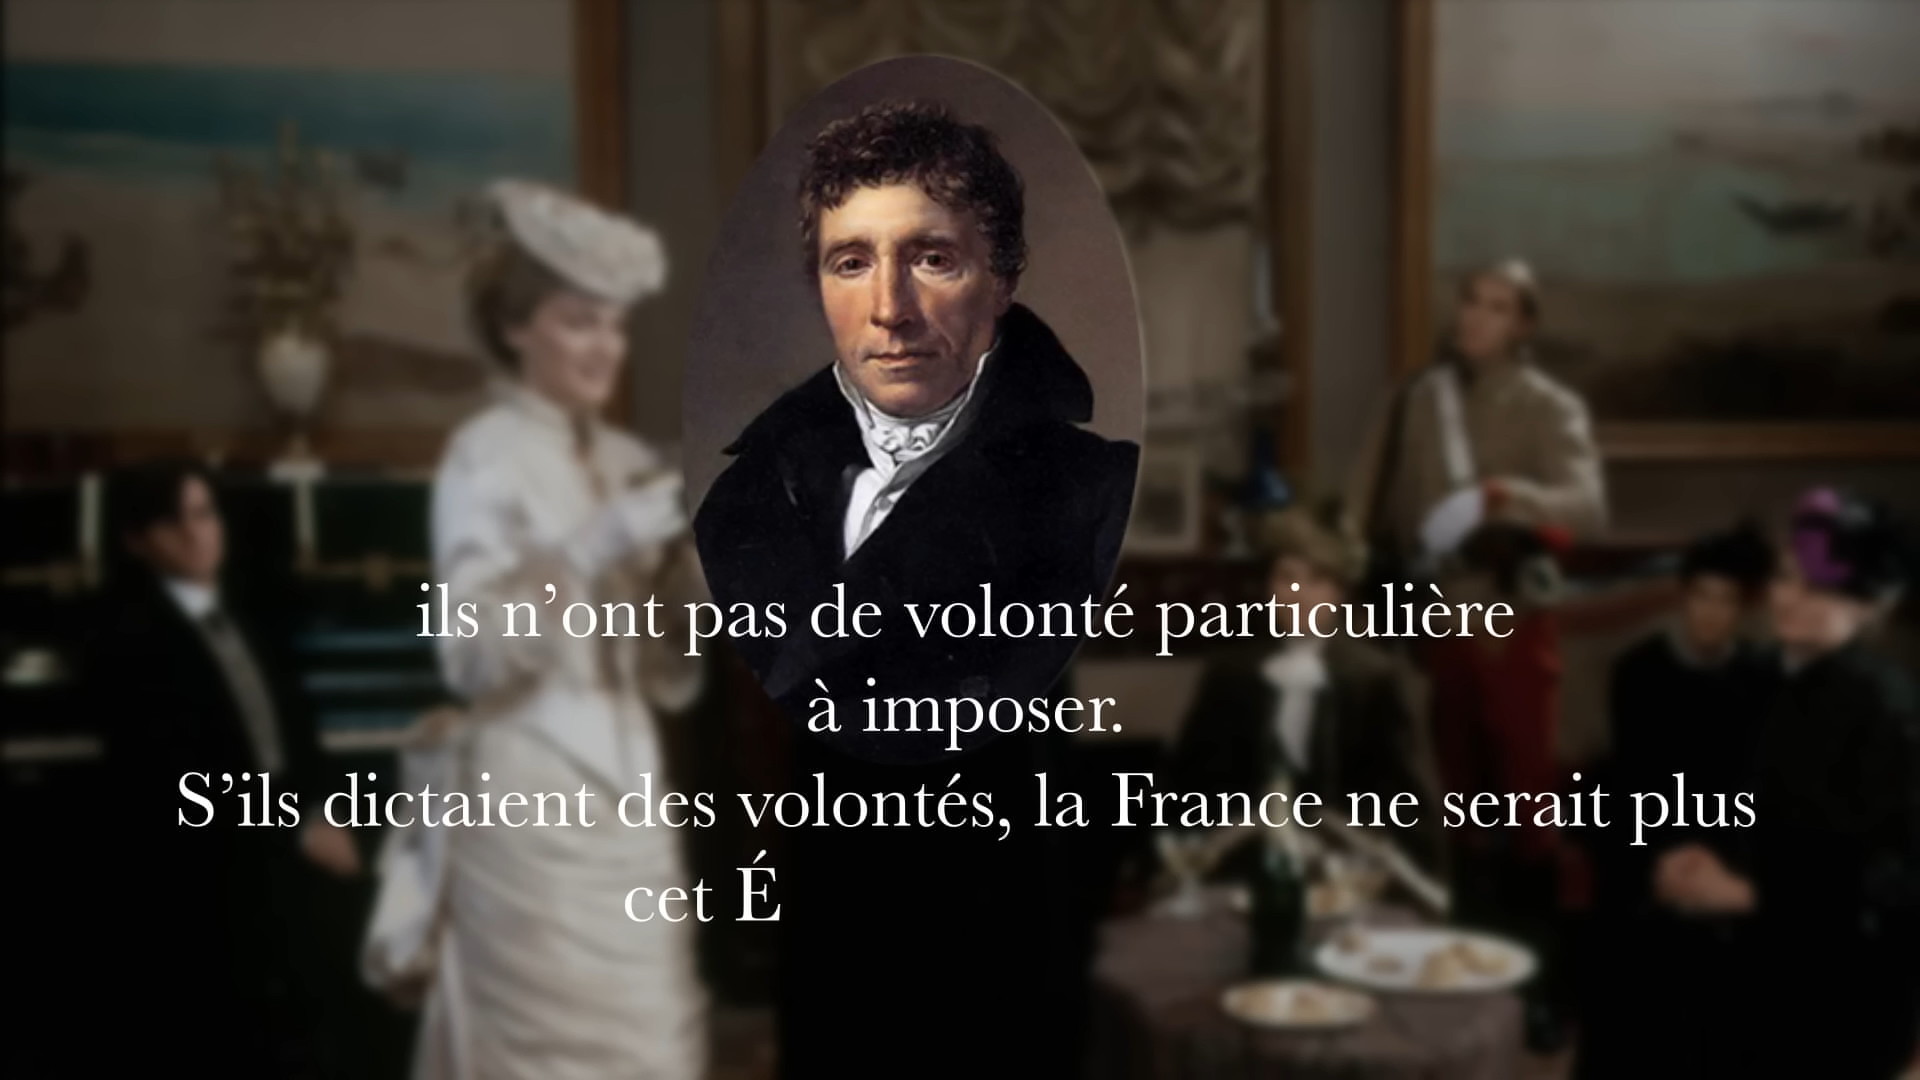 ils n’ont pas de volonté particulière
à imposer.
S’ils dictaient des volontés, la France ne serait plus
cet É